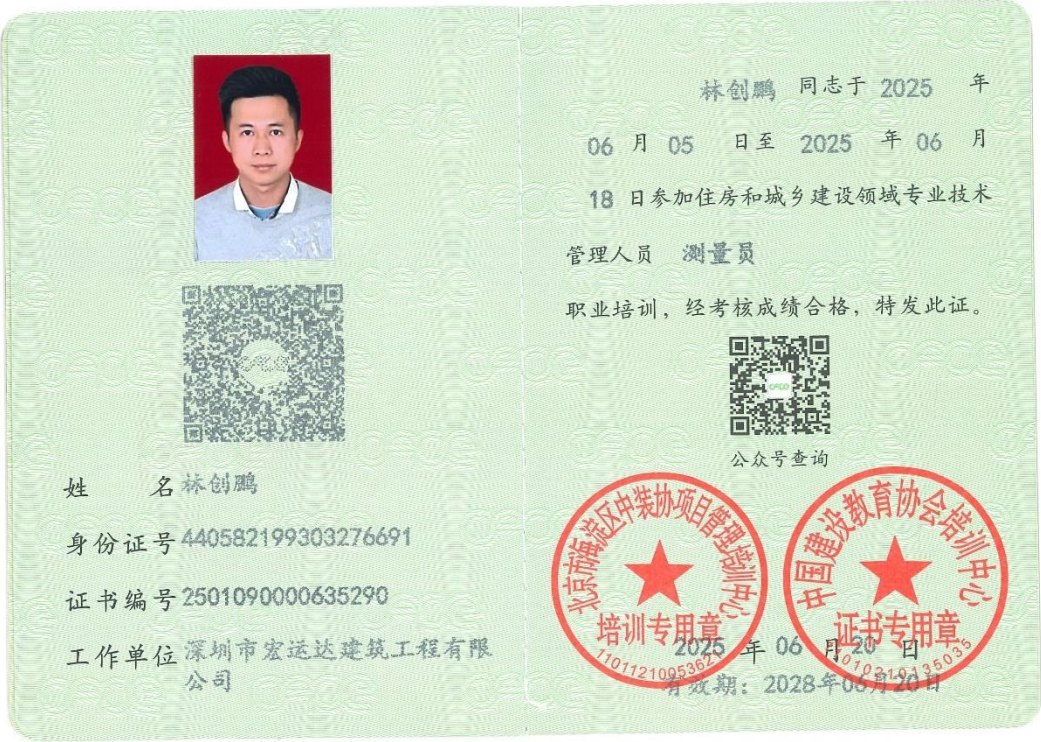 姓 名 林创鹏
身份证号 440582199303276691
证书编号 2501090000635290
工作单位 深圳市宏运达建筑工程有限
公司
林创鹏 同志于 2025 年
06 月 05 日至 2025 年 06 月
18 日参加住房和城乡建设领域专业技术
管理人员 测量员
职业培训，经考核成绩合格，特发此证。
公众号查询
北京市海淀区中装协项目管理培训中心
培训专用章
中国建设教育协会培训中心
证书专用章
2025 年 06 月 20 日
有效期：2028年06月20日